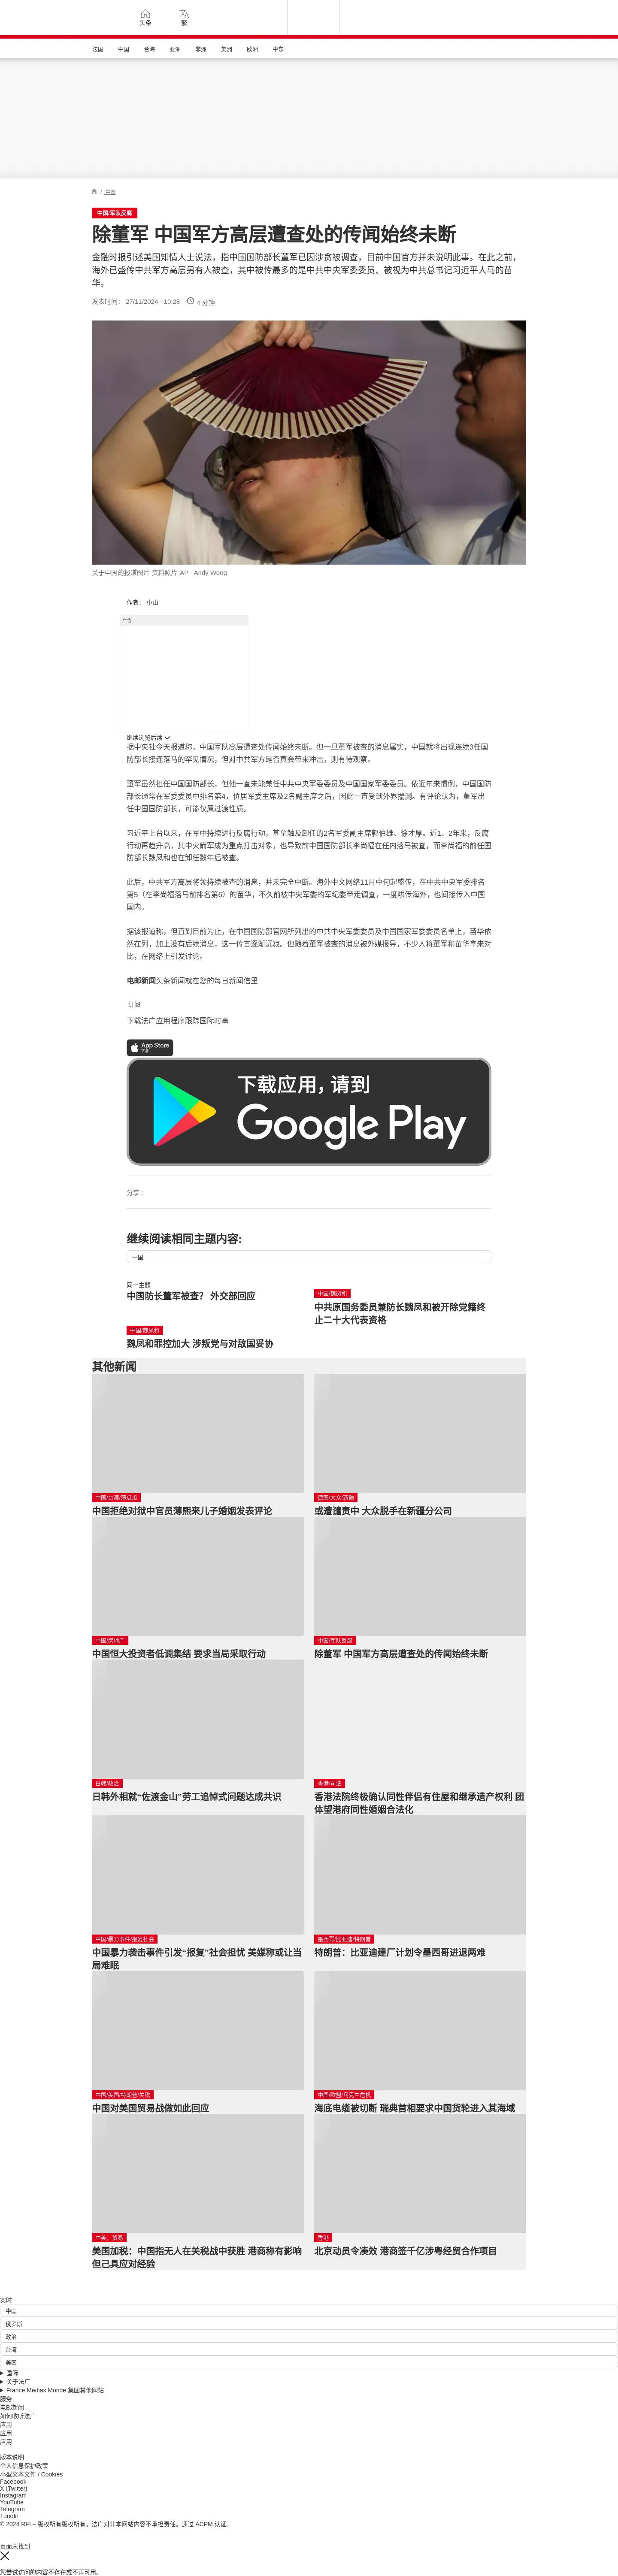 头条
繁
法国 中国 台海 亚洲 非洲 美洲 欧洲 中东
/ 中国
中国/军队反腐
除董军 中国军方高层遭查处的传闻始终未断
金融时报引述美国知情人士说法，指中国国防部长董军已因涉贪被调查，目前中国官方并未说明此事。在此之前，
海外已盛传中共军方高层另有人被查，其中被传最多的是中共中央军委委员、被视为中共总书记习近平人马的苗
华。
发表时间： 27/11/2024 - 10:28 4 分钟
关于中国的报道图片 资料照片 AP - Andy Wong
作者： 小山
广告
继续浏览后续
据中央社今天报道称，中国军队高层遭查处传闻始终未断。但一旦董军被查的消息属实，中国就将出现连续3任国
防部长接连落马的罕见情况，但对中共军方是否真会带来冲击，则有待观察。
董军虽然担任中国国防部长，但他一直未能兼任中共中央军委委员及中国国家军委委员。依近年来惯例，中国国防
部长通常在军委委员中排名第4，位居军委主席及2名副主席之后，因此一直受到外界揣测。有评论认为，董军出
任中国国防部长，可能仅属过渡性质。
习近平上台以来，在军中持续进行反腐行动，甚至触及卸任的2名军委副主席郭伯雄、徐才厚。近1、2年来，反腐
行动再趋升高，其中火箭军成为重点打击对象，也导致前中国国防部长李尚福在任内落马被查，而李尚福的前任国
防部长魏凤和也在卸任数年后被查。
此后，中共军方高层将领持续被查的消息，并未完全中断。海外中文网络11月中旬起盛传，在中共中央军委排名
第5（在李尚福落马前排名第6）的苗华，不久前被中央军委的军纪委带走调查，一度哄传海外，也间接传入中国
国内。
据该报道称，但直到目前为止，在中国国防部官网所列出的中共中央军委委员及中国国家军委委员名单上，苗华依
然在列，加上没有后续消息，这一传言逐渐沉寂。但随着董军被查的消息被外媒报导，不少人将董军和苗华拿来对
比，在网络上引发讨论。
电邮新闻头条新闻就在您的每日新闻信里
订阅
下载法广应用程序跟踪国际时事
App Store
下载
下载应用，请到
Google Play
分享 :
继续阅读相同主题内容:
中国
同一主题
中国防长董军被查？ 外交部回应
中国/魏凤和
中共原国务委员兼防长魏凤和被开除党籍终
止二十大代表资格
中国/魏凤和
魏凤和罪控加大 涉叛党与对敌国妥协
其他新闻
中国/台湾/薄瓜瓜
中国拒绝对狱中官员薄熙来儿子婚姻发表评论
德国/大众/新疆
或遭谴责中 大众脱手在新疆分公司
中国/房地产
中国恒大投资者低调集结 要求当局采取行动
中国/军队反腐
除董军 中国军方高层遭查处的传闻始终未断
日韩/政治
日韩外相就“佐渡金山”劳工追悼式问题达成共识
香港/司法
香港法院终极确认同性伴侣有住屋和继承遗产权利 团
体望港府同性婚姻合法化
中国/暴力事件/报复社会
中国暴力袭击事件引发“报复”社会担忧 美媒称或让当
局难眠
墨西哥/比亚迪/特朗普
特朗普：比亚迪建厂计划令墨西哥进退两难
中国/美国/特朗普/关税
中国对美国贸易战做如此回应
中国/欧盟/乌克兰危机
海底电缆被切断 瑞典首相要求中国货轮进入其海域
中美，贸易
美国加税：中国指无人在关税战中获胜 港商称有影响
但己具应对经验
香港
北京动员令凑效 港商签千亿涉粤经贸合作项目
实时
中国
俄罗斯
政治
台湾
美国
国际
关于法广
France Médias Monde 集团其他网站
服务
电邮新闻
如何收听法广
应用
应用
应用
版本说明
个人信息保护政策
小型文本文件 / Cookies
Facebook
X (Twitter)
Instagram
YouTube
Telegram
TuneIn
© 2024 RFI – 版权所有版权所有。法广对非本网站内容不承担责任。通过 ACPM 认证。
页面未找到
您尝试访问的内容不存在或不再可用。